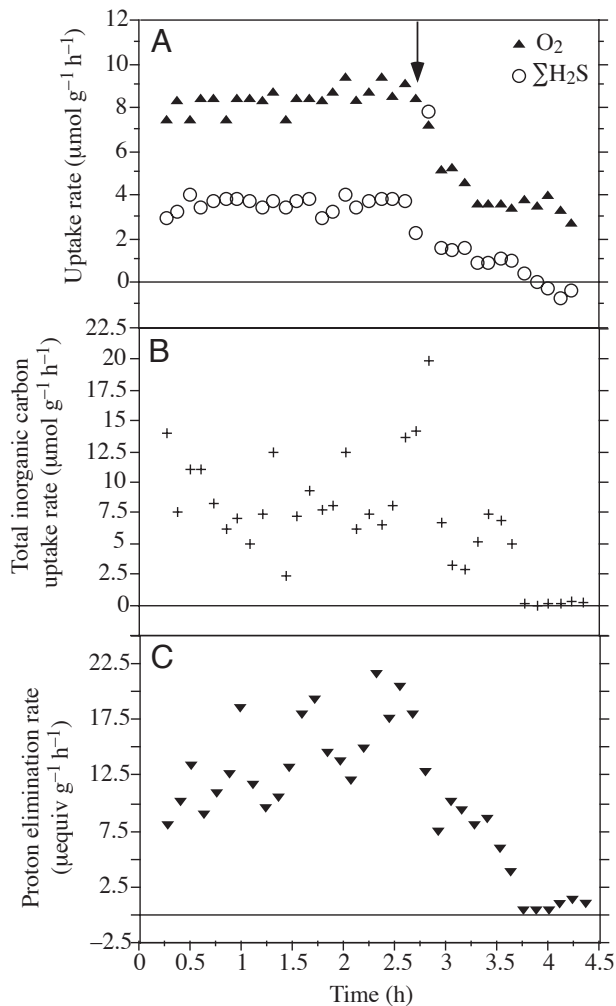 A
O₂
∑H₂S
Uptake rate (μmol g⁻¹ h⁻¹)
12
10
8
6
4
2
0
B
Total inorganic carbon
uptake rate (μmol g⁻¹ h⁻¹)
22.5
20
17.5
12.5
10
7.5
5
2.5
0
C
Proton elimination rate
(μequiv g⁻¹ h⁻¹)
22.5
17.5
12.5
7.5
2.5
−2.5
0 0.5 1 1.5 2 2.5 3 3.5 4 4.5
Time (h)